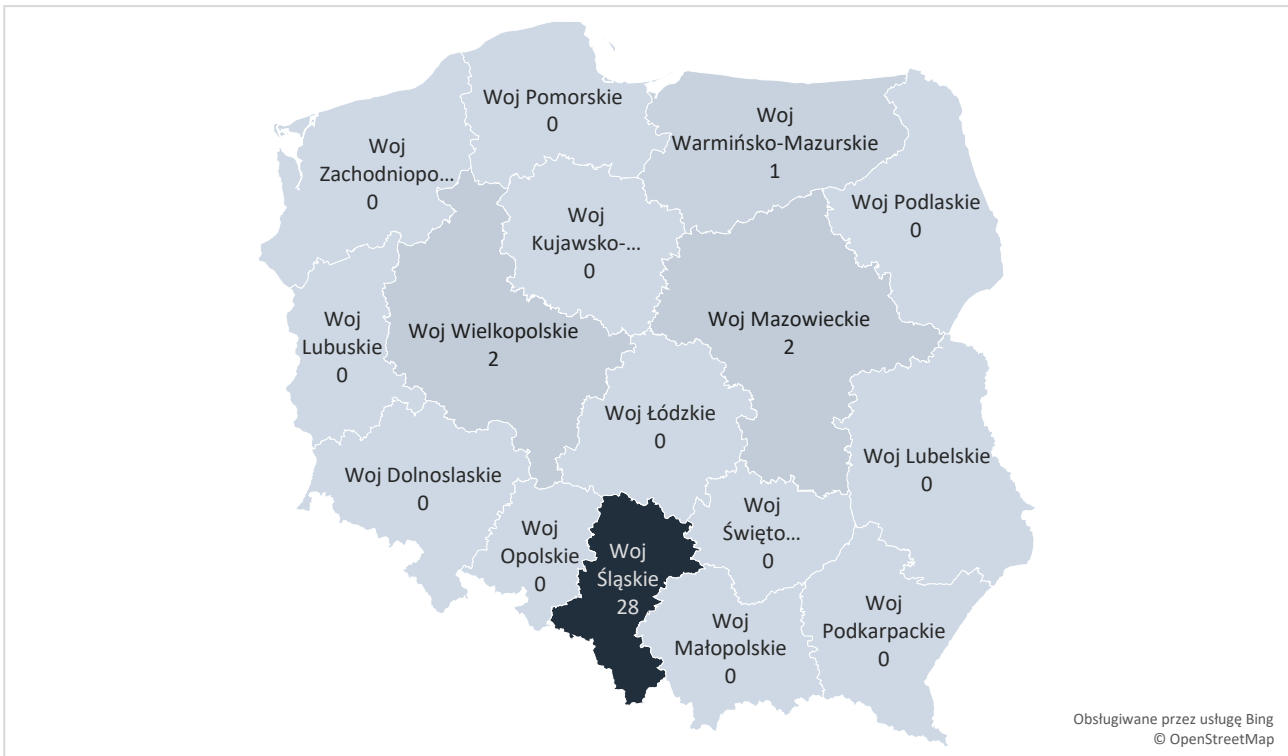 Woj Pomorskie
0
Woj
Warmińsko-Mazurskie
1
Woj
Zachodniopo...
0
Woj Podlaskie
0
Woj
Kujawsko-...
0
Woj
Lubuskie
0
Woj Wielkopolskie
2
Woj Mazowieckie
2
Woj Łódzkie
0
Woj Lubelskie
0
Woj Dolnoslaskie
0
Woj
Opolskie
0
Woj
Śląskie
28
Woj
Święto...
0
Woj
Małopolskie
0
Woj
Podkarpackie
0
Obsługiwane przez usługę Bing
© OpenStreetMap